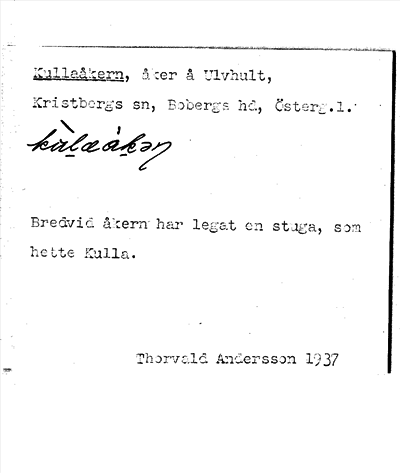 Kullaåkern, åker å Ulvhult,
Kristbergs sn, Bobergs hd, Österg.l.
Bredvid åkern har legat en stuga, som
hette Kulla.
Thorvald Andersson 1937